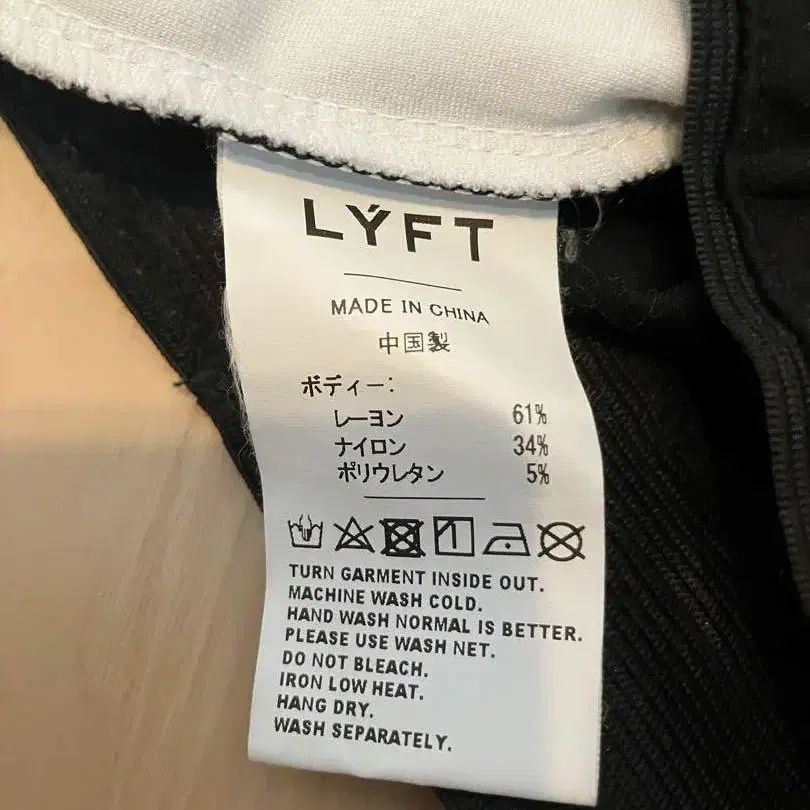 LÝFT
MADE IN CHINA
中国製
ボディー:
レーヨン 61%
ナイロン 34%
ポリウレタン 5%
TURN GARMENT INSIDE OUT.
MACHINE WASH COLD.
HAND WASH NORMAL IS BETTER.
PLEASE USE WASH NET.
DO NOT BLEACH.
IRON LOW HEAT.
HANG DRY.
WASH SEPARATELY.